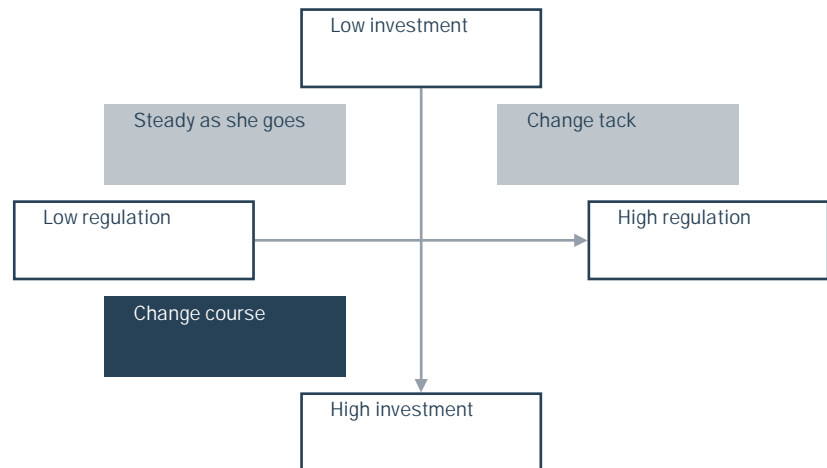 Low investment
Steady as she goes
Change tack
Low regulation
High regulation
Change course
High investment